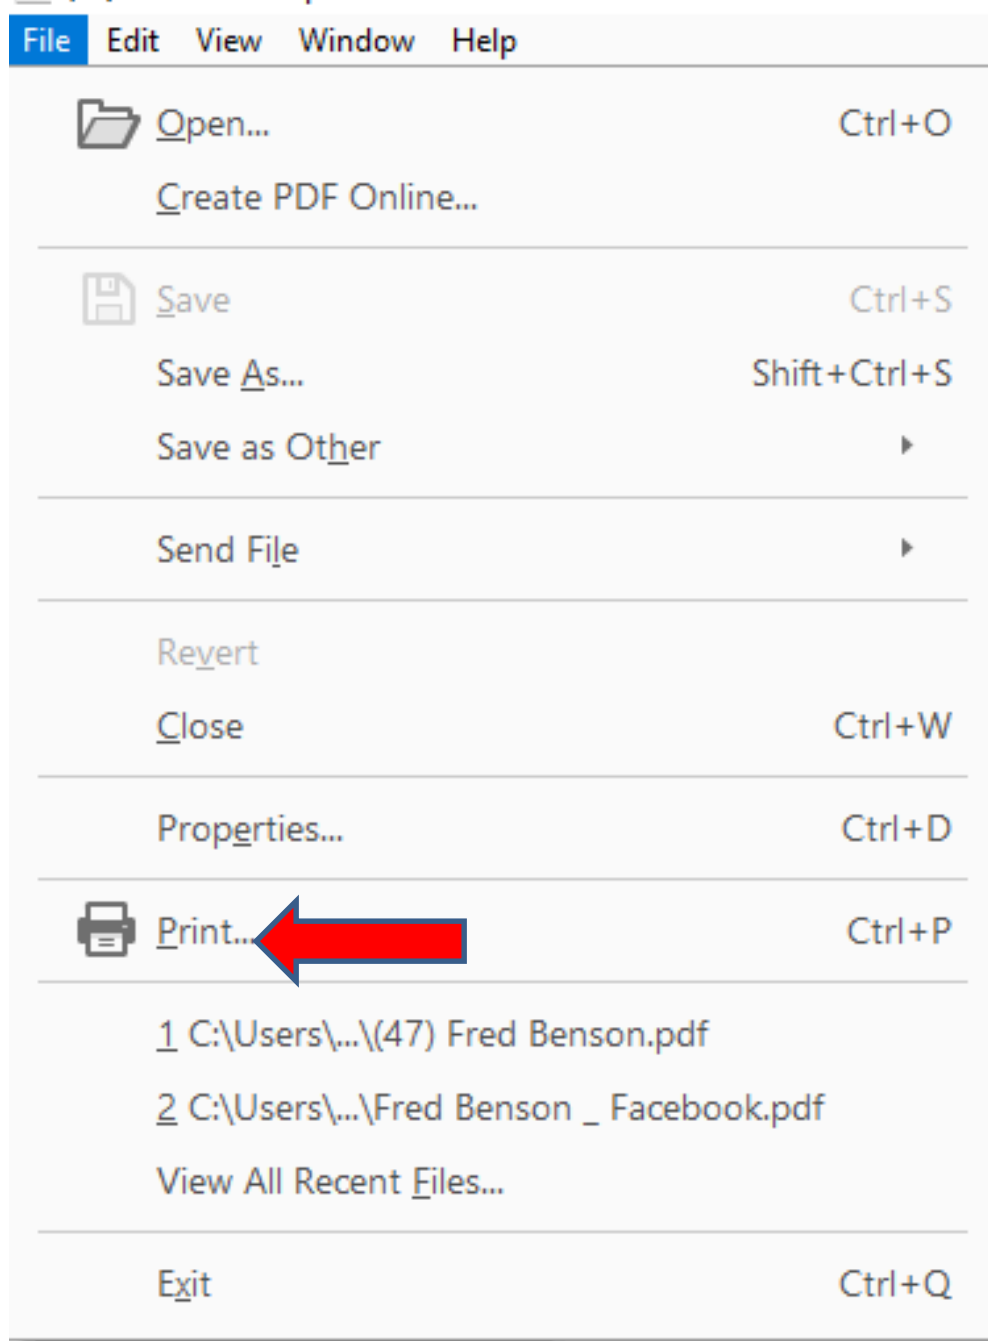 File Edit View Window Help
Open... Ctrl+O
Create PDF Online...
Save Ctrl+S
Save As... Shift+Ctrl+S
Save as Other
Send File
Revert
Close Ctrl+W
Properties... Ctrl+D
Print... Ctrl+P
1 C:\Users\...\(47) Fred Benson.pdf
2 C:\Users\...\Fred Benson _ Facebook.pdf
View All Recent Files...
Exit Ctrl+Q